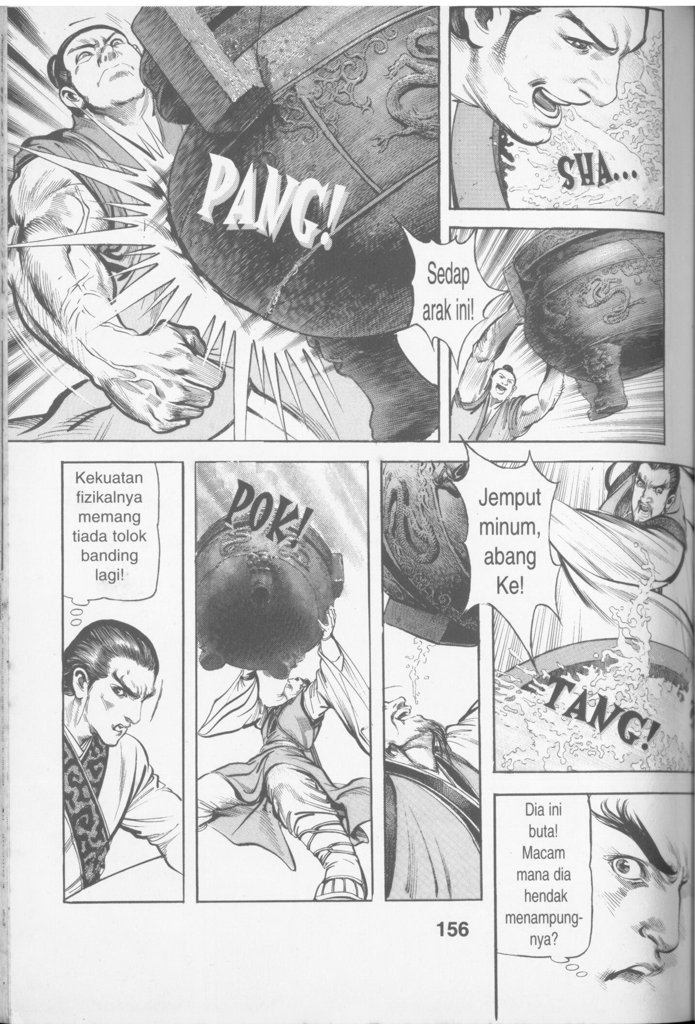 PANG!
SHA...
Sedap
arak ini!
Kekuatan
fizikalnya
memang
tiada tolok
banding
lagi!
POK!
Jemput
minum,
abang
Ke!
TANG!
Dia ini
buta!
Macam
mana dia
hendak
menampung-
nya?
156